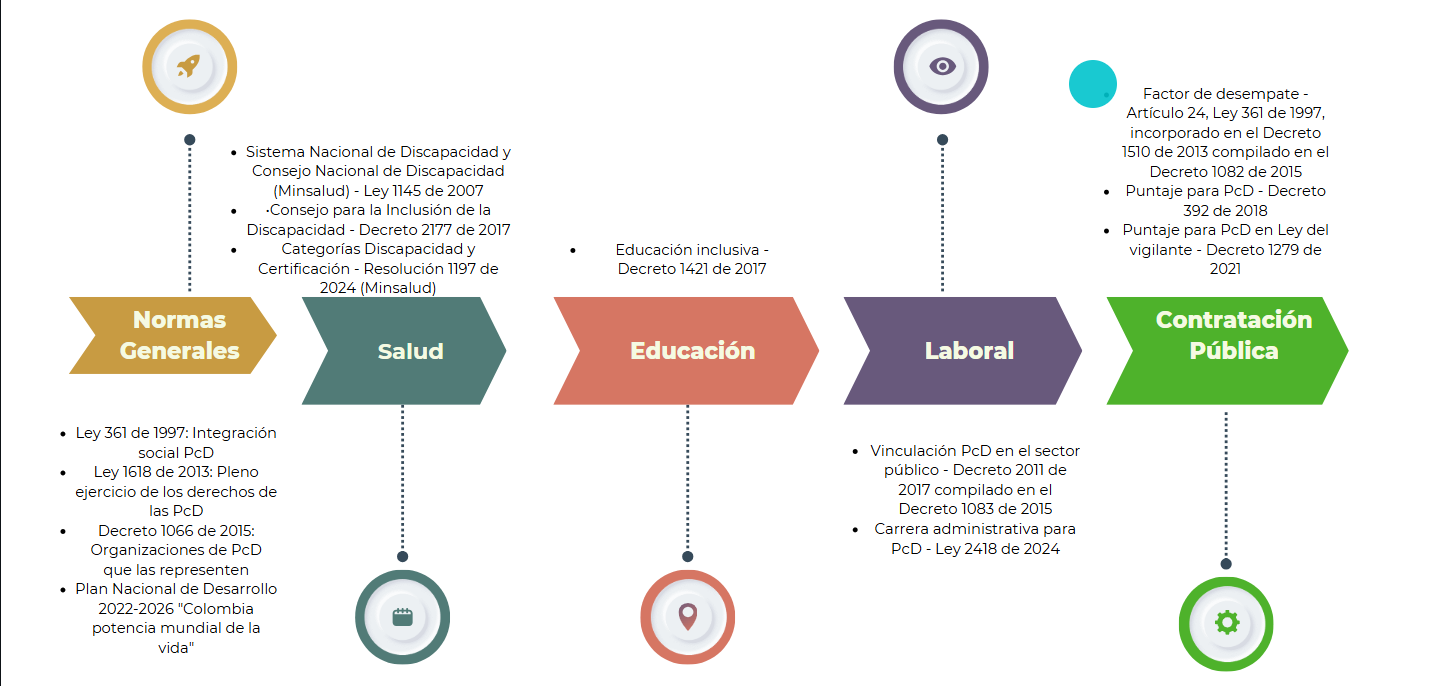 Normas
Generales
• Ley 361 de 1997: Integración
social PcD
• Ley 1618 de 2013: Pleno
ejercicio de los derechos de
las PcD
• Decreto 1066 de 2015:
Organizaciones de PcD
que las representen
• Plan Nacional de Desarrollo
2022-2026 "Colombia
potencia mundial de la
vida"
• Sistema Nacional de Discapacidad y
Consejo Nacional de Discapacidad
(Minsalud) - Ley 1145 de 2007
• ·Consejo para la Inclusión de la
Discapacidad - Decreto 2177 de 2017
• Categorías Discapacidad y
Certificación - Resolución 1197 de
2024 (Minsalud)
Salud
• Educación inclusiva -
Decreto 1421 de 2017
Educación
Laboral
• Vinculación PcD en el sector
público - Decreto 2011 de
2017 compilado en el
Decreto 1083 de 2015
• Carrera administrativa para
PcD - Ley 2418 de 2024
• Factor de desempate -
Artículo 24, Ley 361 de 1997,
incorporado en el Decreto
1510 de 2013 compilado en el
Decreto 1082 de 2015
• Puntaje para PcD - Decreto
392 de 2018
• Puntaje para PcD en Ley del
vigilante - Decreto 1279 de
2021
Contratación
Pública